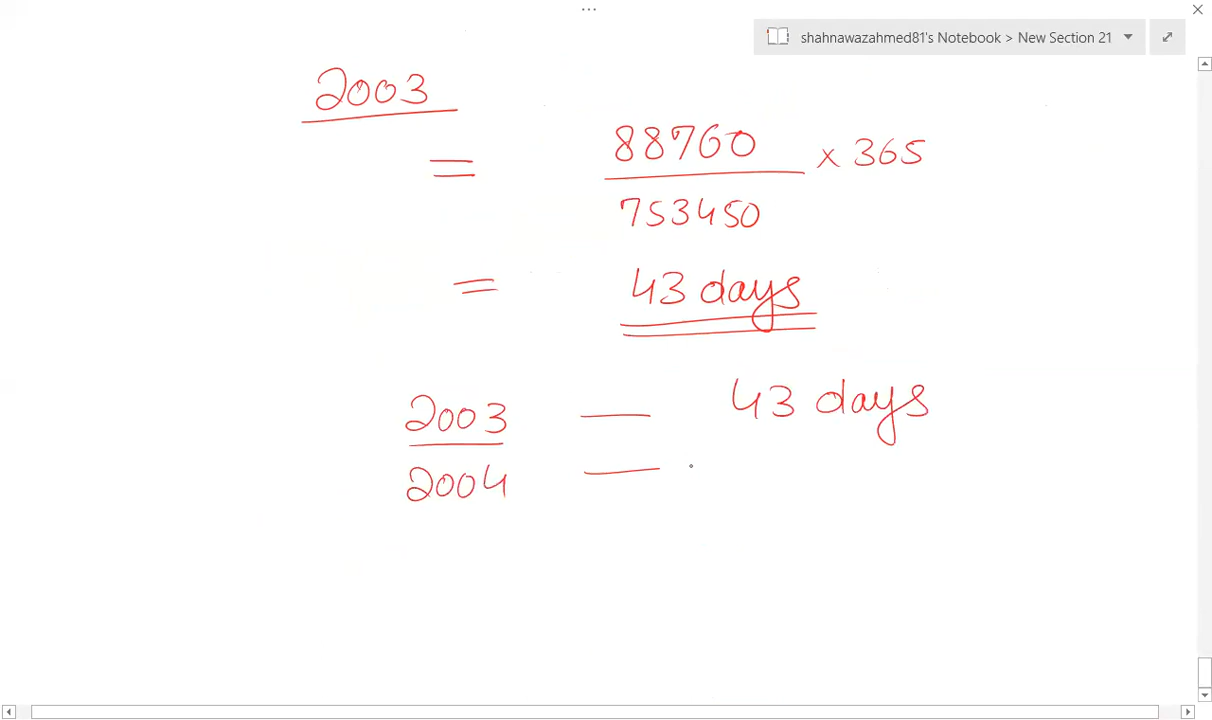 shahnawazahmed81's Notebook > New Section 21
2003
= 88760 / 753450 x 365
= 43 days
2003 — 43 days
2004 —